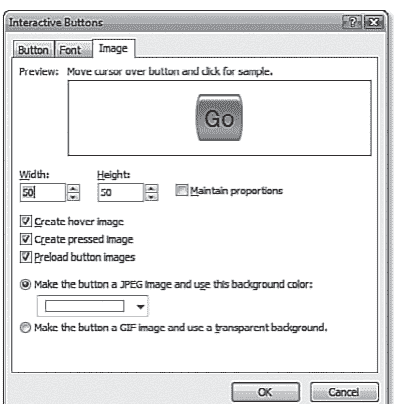 Interactive Buttons
Button Font Image
Preview: Move cursor over button and click for sample.
Go
Width: Height:
50 50 Maintain proportions
Create hover image
Create pressed image
Preload button images
Make the button a JPEG image and use this background color:
Make the button a GIF image and use a transparent background.
OK Cancel